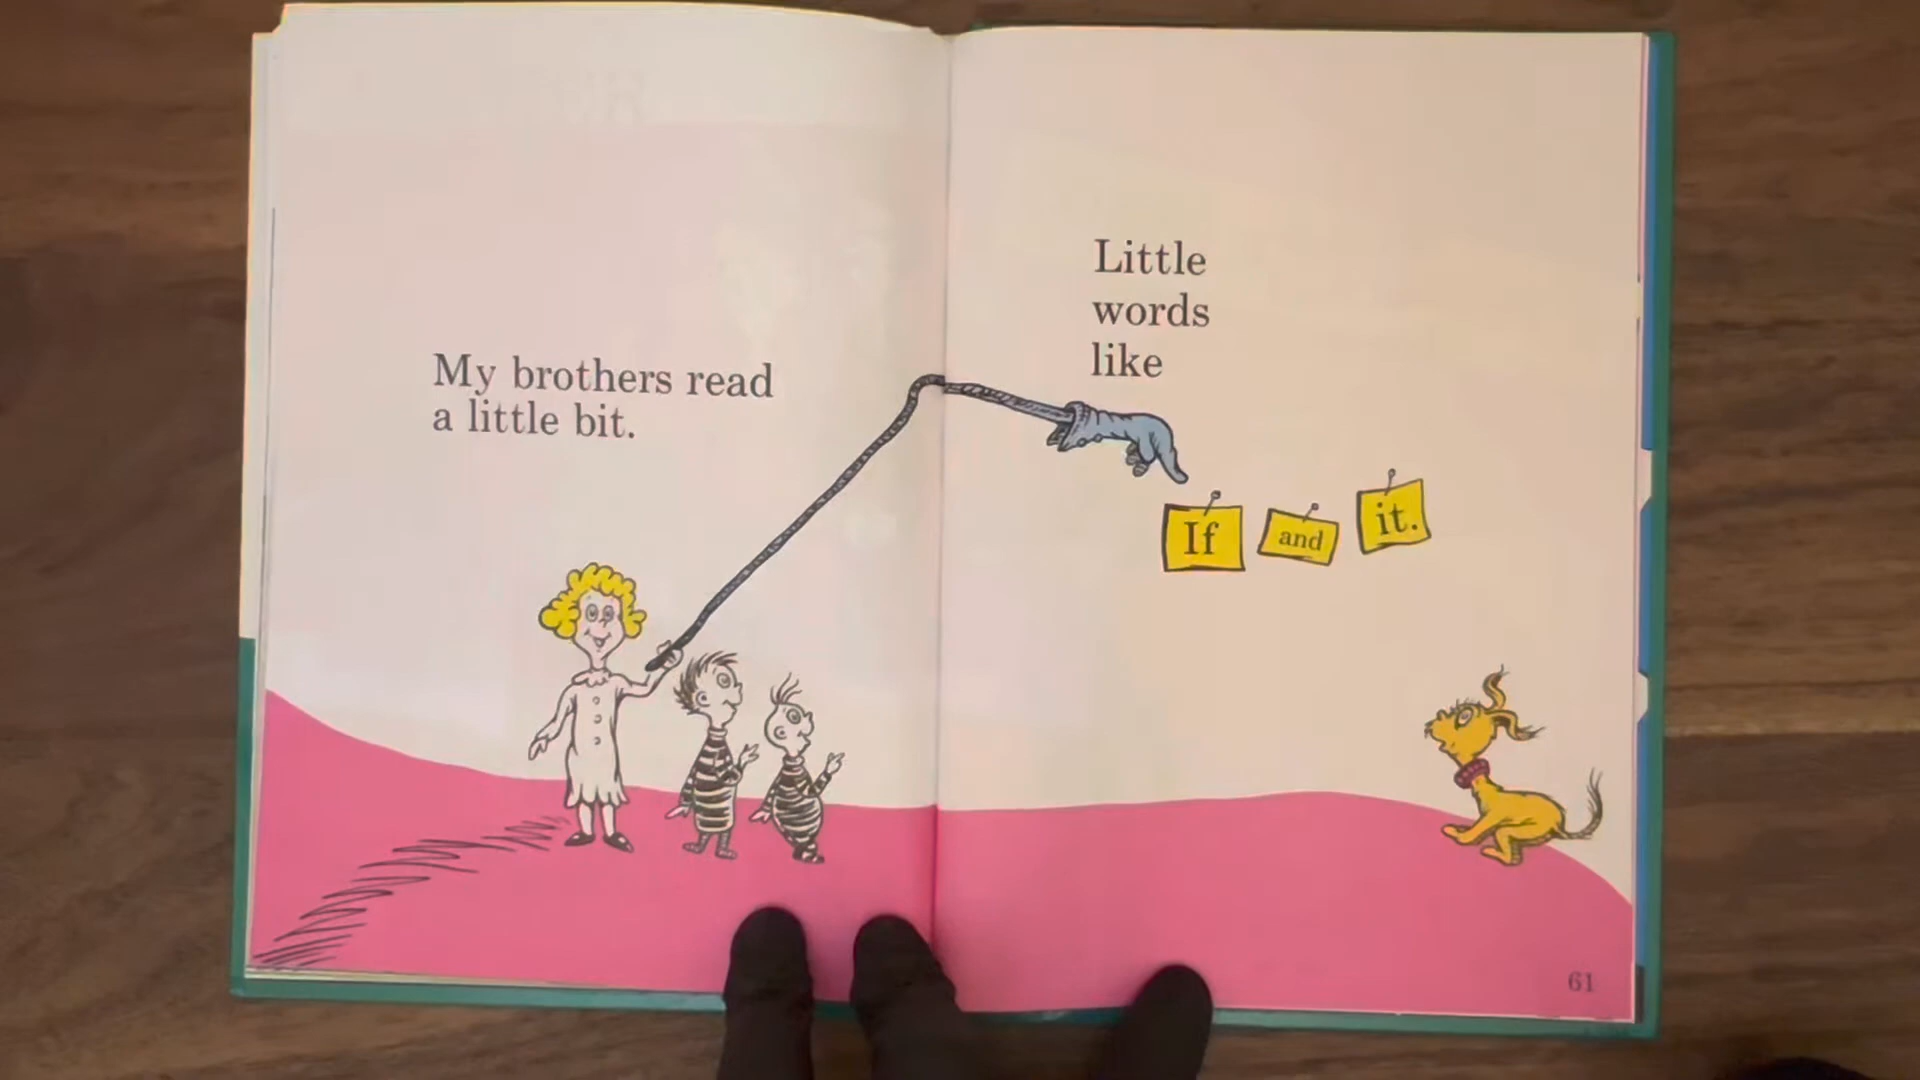 My brothers read
a little bit.
Little
words
like
If and it.
61